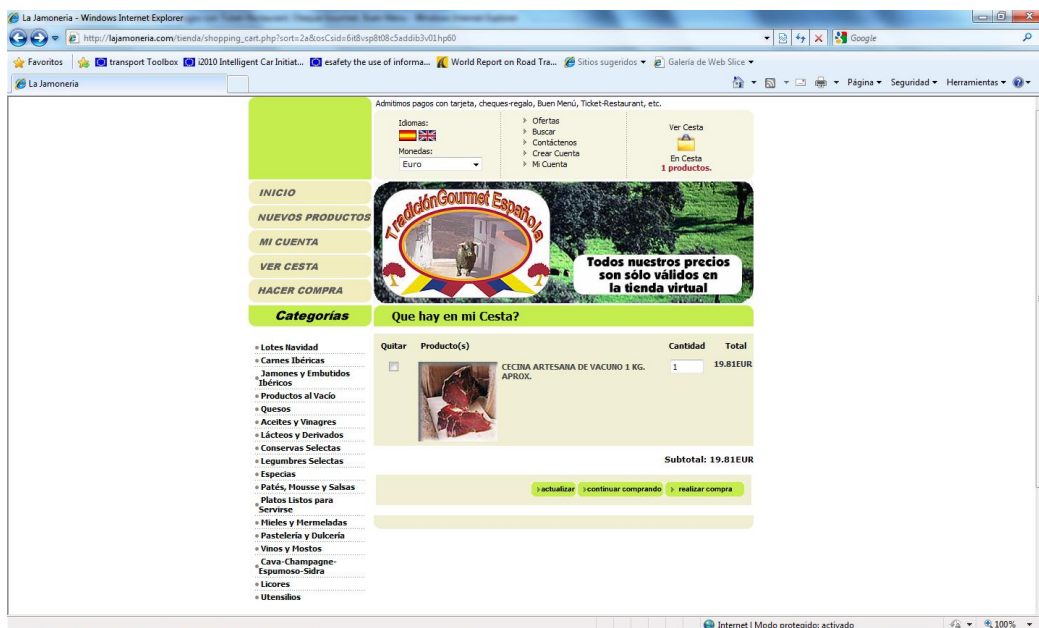 La Jamoneria - Windows Internet Explorer
http://lajamoneria.com/tienda/shopping_cart.php?sort=2a&osCsid=6it8vsp8t08c5addib3v01hp60
Google
Favoritos
transport Toolbox
i2010 Intelligent Car Initiat...
esafety the use of informa...
World Report on Road Tra...
Sitios sugeridos
Galería de Web Slice
La Jamoneria
Página
Seguridad
Herramientas
Admitimos pagos con tarjeta, cheques-regalo, Buen Menú, Ticket-Restaurant, etc.
Idiomas:
Monedas:
Euro
Ofertas
Buscar
Contáctenos
Crear Cuenta
Mi Cuenta
Ver Cesta
En Cesta
1 productos.
INICIO
NUEVOS PRODUCTOS
MI CUENTA
VER CESTA
HACER COMPRA
TradiciónGourmet Española
Todos nuestros precios
son sólo válidos en
la tienda virtual
Categorías
Lotes Navidad
Carnes Ibéricas
Jamones y Embutidos
Ibéricos
Productos al Vacío
Quesos
Aceites y Vinagres
Lácteos y Derivados
Conservas Selectas
Legumbres Selectas
Especias
Patés, Mousse y Salsas
Platos Listos para
Servirse
Mieles y Mermeladas
Pastelería y Dulcería
Vinos y Mostos
Cava-Champagne-
Espumoso-Sidra
Licores
Utensilios
Que hay en mi Cesta?
Quitar Producto(s) Cantidad Total
CECINA ARTESANA DE VACUNO 1 KG. 1 19.81EUR
APROX.
Subtotal: 19.81EUR
actualizar continuar comprando realizar compra
Internet | Modo protegido: activado
100%